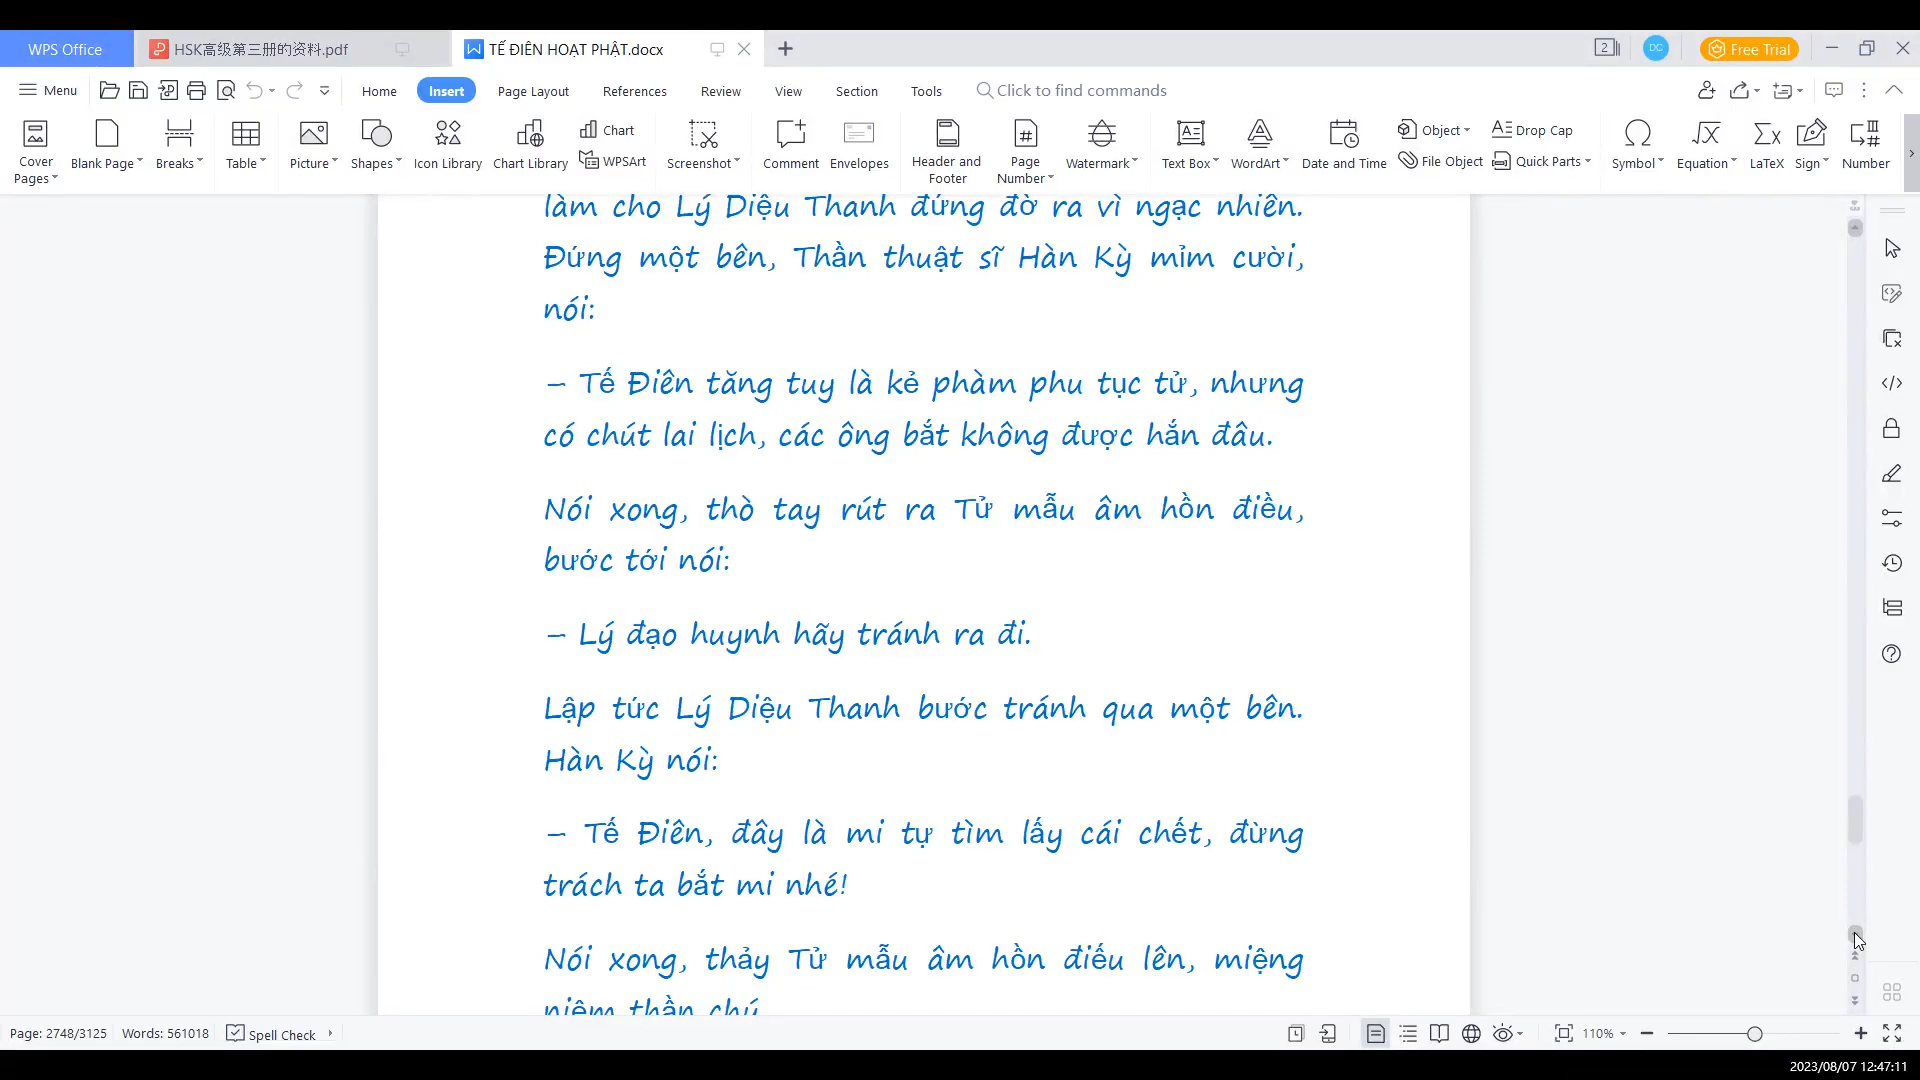 WPS Office
HSK高级第三册的资料.pdf
TẾ ĐIÊN HOẠT PHẬT.docx
2
DC
Free Trial
Menu
Home
Insert
Page Layout
References
Review
View
Section
Tools
Click to find commands
Cover Pages
Blank Page
Breaks
Table
Picture
Shapes
Icon Library
Chart Library
Chart
WPSArt
Screenshot
Comment
Envelopes
Header and Footer
Page Number
Watermark
Text Box
WordArt
Date and Time
Object
File Object
Drop Cap
Quick Parts
Symbol
Equation
LaTeX
Sign
Number
làm cho Lý Diệu Thanh đứng đờ ra vì ngạc nhiên.
Đứng một bên, Thần thuật sĩ Hàn Kỳ mỉm cười,
nói:
– Tế Điên tăng tuy là kẻ phàm phu tục tử, nhưng
có chút lai lịch, các ông bắt không được hắn đâu.
Nói xong, thò tay rút ra Tử mẫu âm hồn điều,
bước tới nói:
– Lý đạo huynh hãy tránh ra đi.
Lập tức Lý Diệu Thanh bước tránh qua một bên.
Hàn Kỳ nói:
– Tế Điên, đây là mi tự tìm lấy cái chết, đừng
trách ta bắt mi nhé!
Nói xong, thảy Tử mẫu âm hồn điếu lên, miệng
niệm thần chú
Page: 2748/3125
Words: 561018
Spell Check
110%
2023/08/07 12:47:11